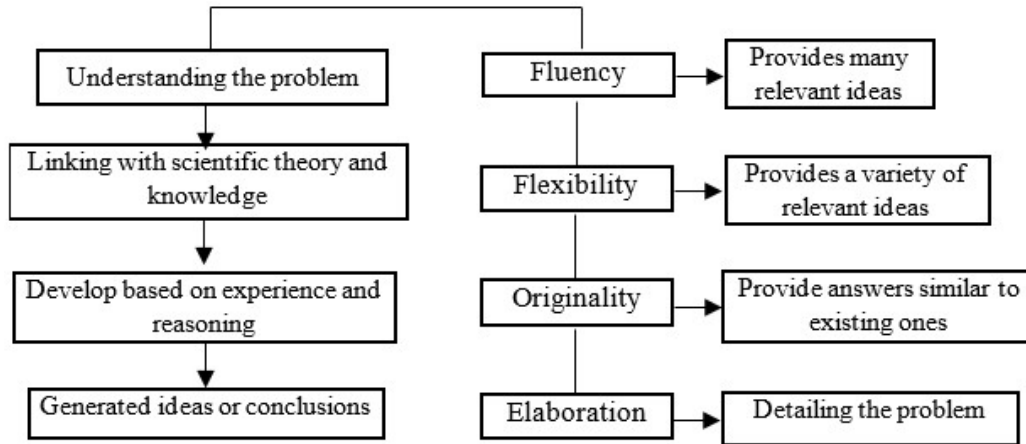 Understanding the problem
Linking with scientific theory and
knowledge
Develop based on experience and
reasoning
Generated ideas or conclusions
Fluency
Provides many
relevant ideas
Flexibility
Provides a variety of
relevant ideas
Originality
Provide answers similar to
existing ones
Elaboration
Detailing the problem